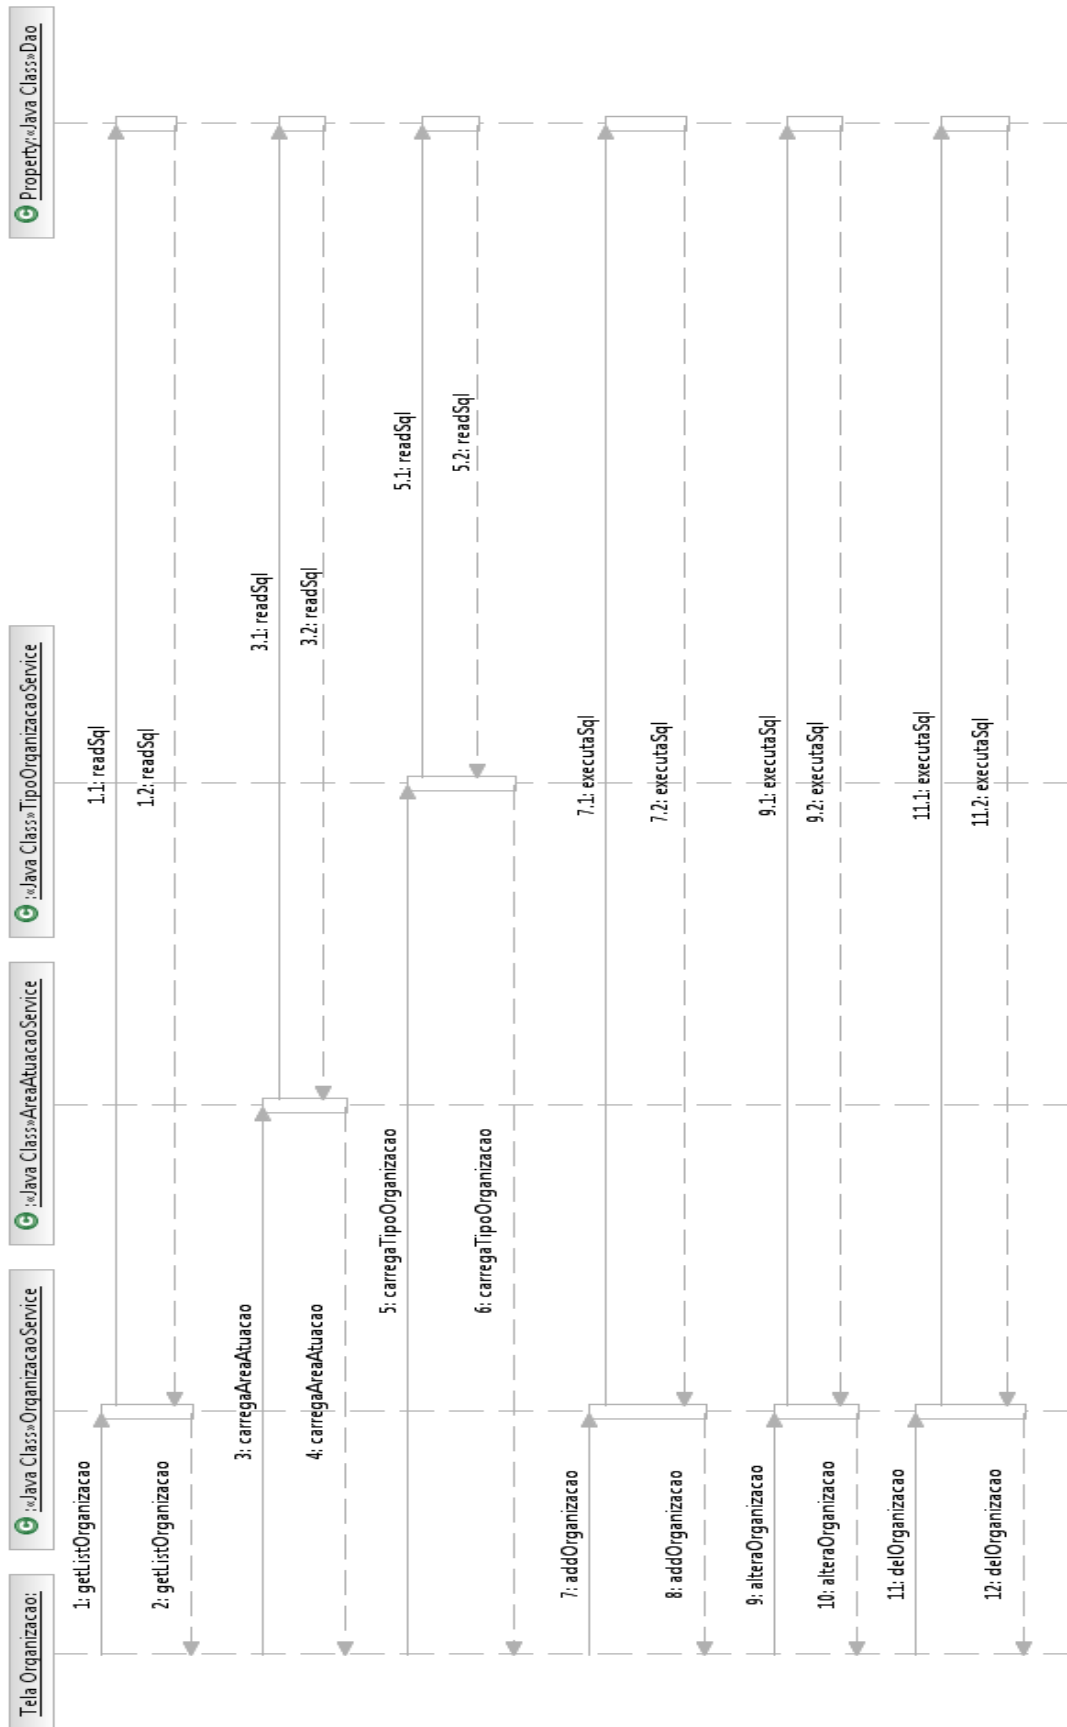 Tela Organizacao:
C :«Java Class»OrganizacaoService
C :«Java Class»AreaAtuacaoService
C :«Java Class»TipoOrganizacaoService
C Property:«Java Class»Dao
1: getListOrganizacao
1.1: readSql
1.2: readSql
2: getListOrganizacao
3: carregaAreaAtuacao
3.1: readSql
3.2: readSql
4: carregaAreaAtuacao
5: carregaTipoOrganizacao
5.1: readSql
5.2: readSql
6: carregaTipoOrganizacao
7: addOrganizacao
7.1: executaSql
7.2: executaSql
8: addOrganizacao
9: alteraOrganizacao
9.1: executaSql
9.2: executaSql
10: alteraOrganizacao
11: delOrganizacao
11.1: executaSql
11.2: executaSql
12: delOrganizacao